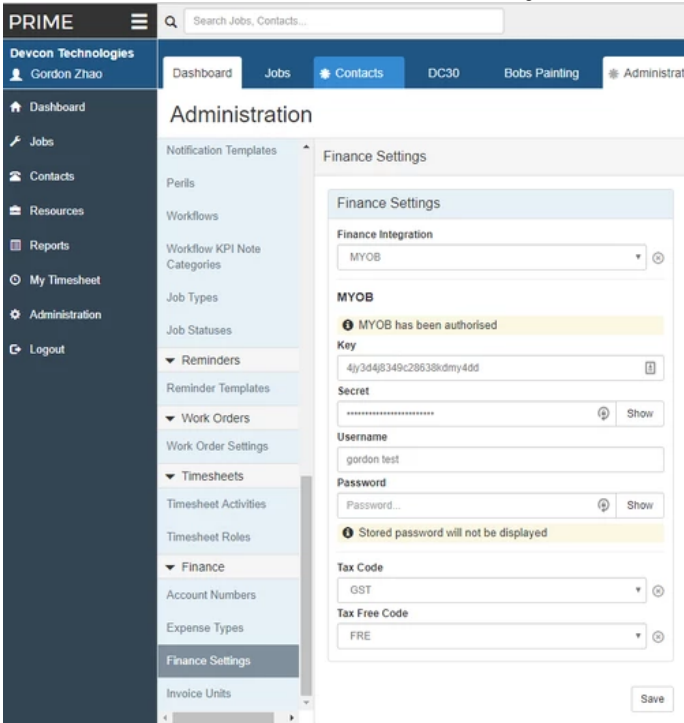 PRIME
Search Jobs, Contacts...
Devcon Technologies
Gordon Zhao
Dashboard
Jobs
Contacts
Resources
Reports
My Timesheet
Administration
Logout
Dashboard Jobs Contacts DC30 Bobs Painting Administrat
Administration
Notification Templates
Perils
Workflows
Workflow KPI Note
Categories
Job Types
Job Statuses
Reminders
Reminder Templates
Work Orders
Work Order Settings
Timesheets
Timesheet Activities
Timesheet Roles
Finance
Account Numbers
Expense Types
Finance Settings
Invoice Units
Finance Settings
Finance Settings
Finance Integration
MYOB
MYOB
MYOB has been authorised
Key
4jy3d4j8349c28638kdmy4dd
Secret
Show
Username
gordon test
Password
Password... Show
Stored password will not be displayed
Tax Code
GST
Tax Free Code
FRE
Save